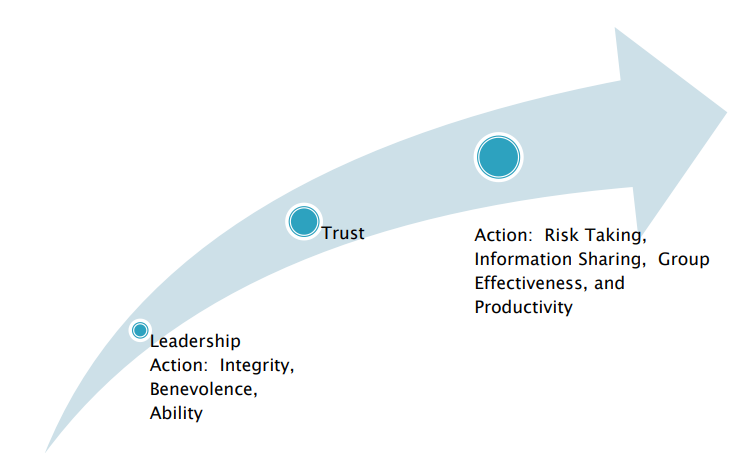 Trust
Action:  Risk Taking,
Information Sharing,  Group
Effectiveness, and
Productivity
Leadership
Action:  Integrity,
Benevolence,
Ability